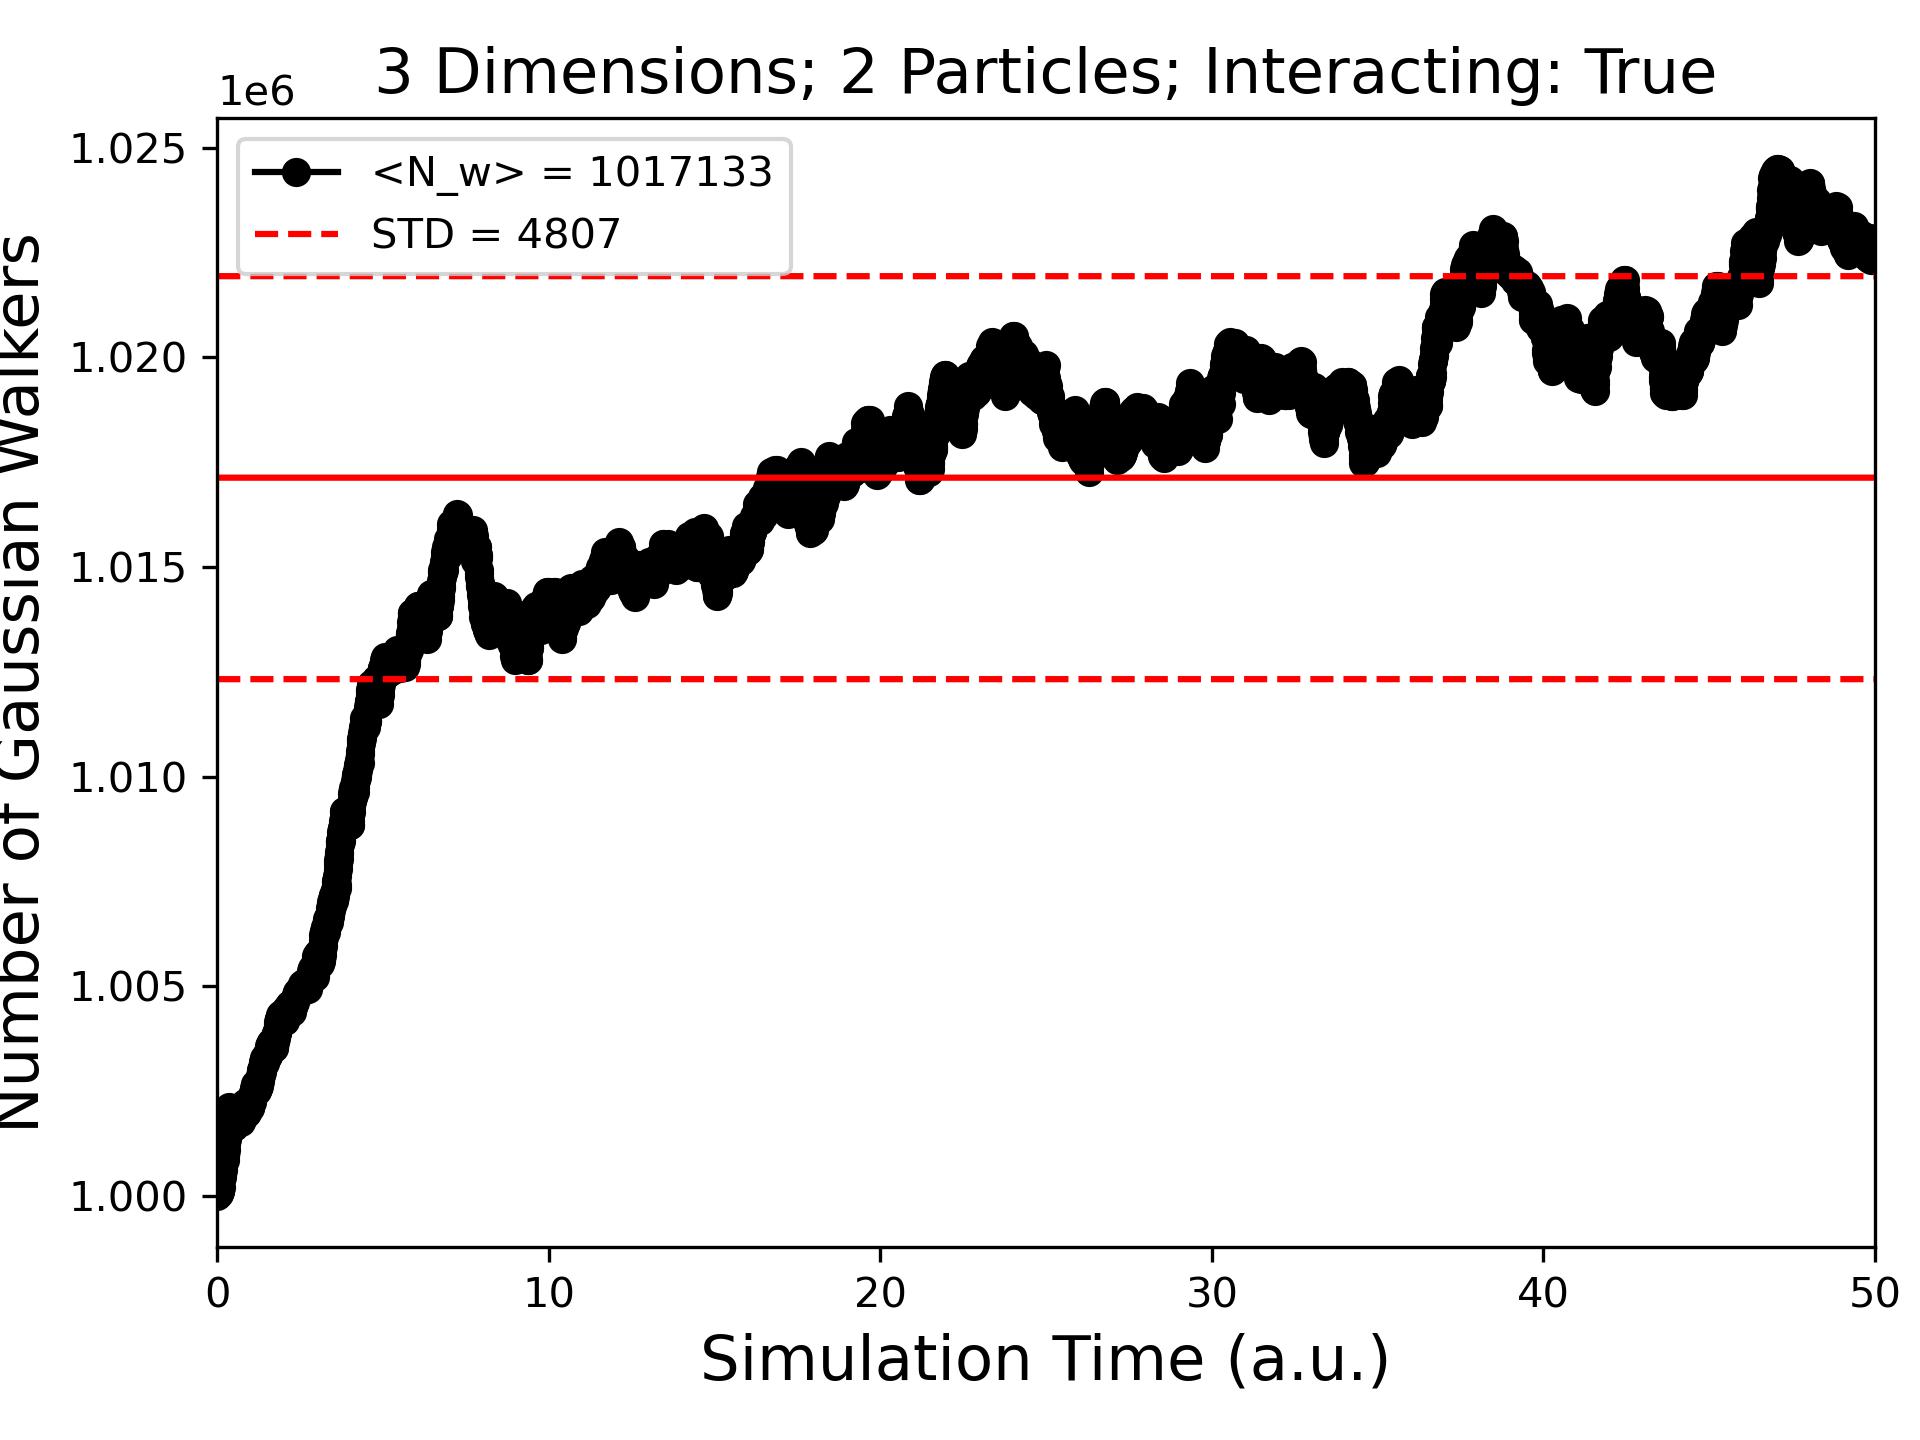 3 Dimensions; 2 Particles; Interacting: True
1e6
<N_w> = 1017133
STD = 4807
1.025
1.020
1.015
1.010
1.005
1.000
Number of Gaussian Walkers
0 10 20 30 40 50
Simulation Time (a.u.)